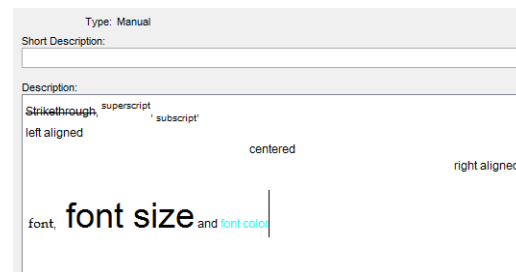 Type: Manual
Short Description:
Description:
Strikethrough, superscript ' subscript'
left aligned
centered
right aligned
font, font size and font color